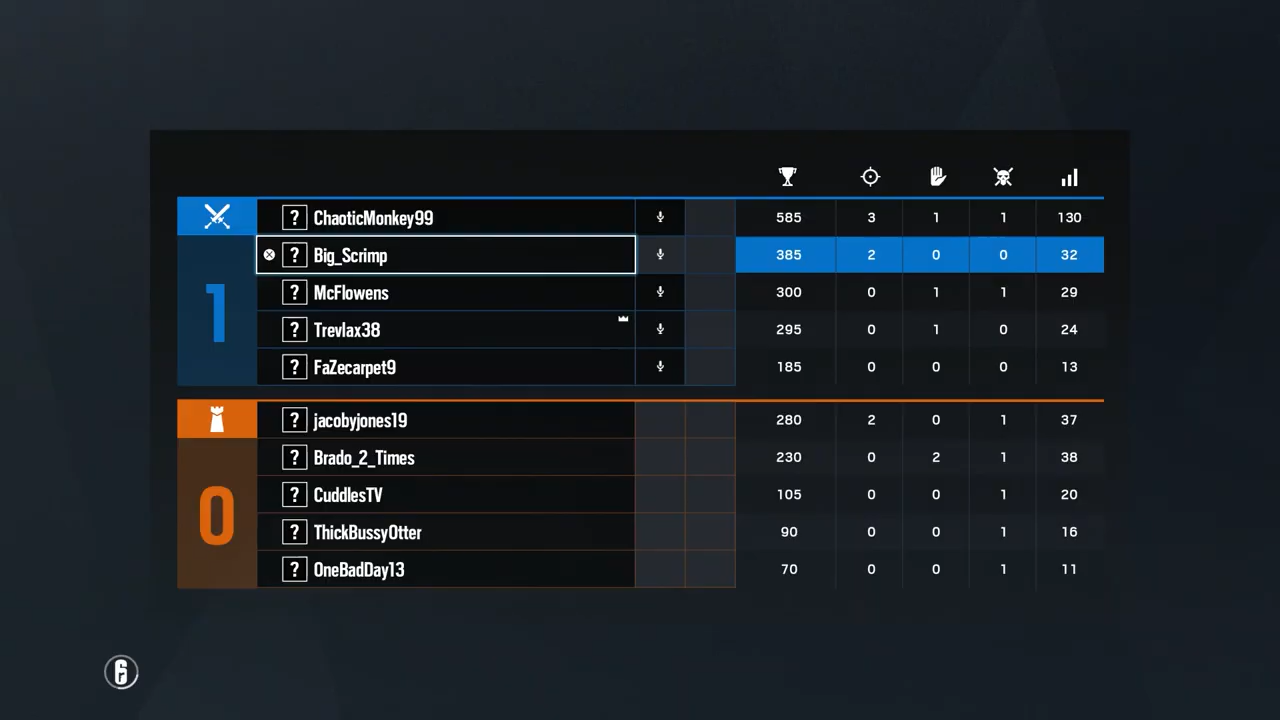 ? ChaoticMonkey99 585 3 1 1 130
? Big_Scrimp 385 2 0 0 32
1
? McFlowens 300 0 1 1 29
? Trevlax38 295 0 1 0 24
? FaZecarpet9 185 0 0 0 13
? jacobyjones19 280 2 0 1 37
? Brado_2_Times 230 0 2 1 38
? CuddlesTV 105 0 0 1 20
0
? ThickBussyOtter 90 0 0 1 16
? OneBadDay13 70 0 0 1 11
6